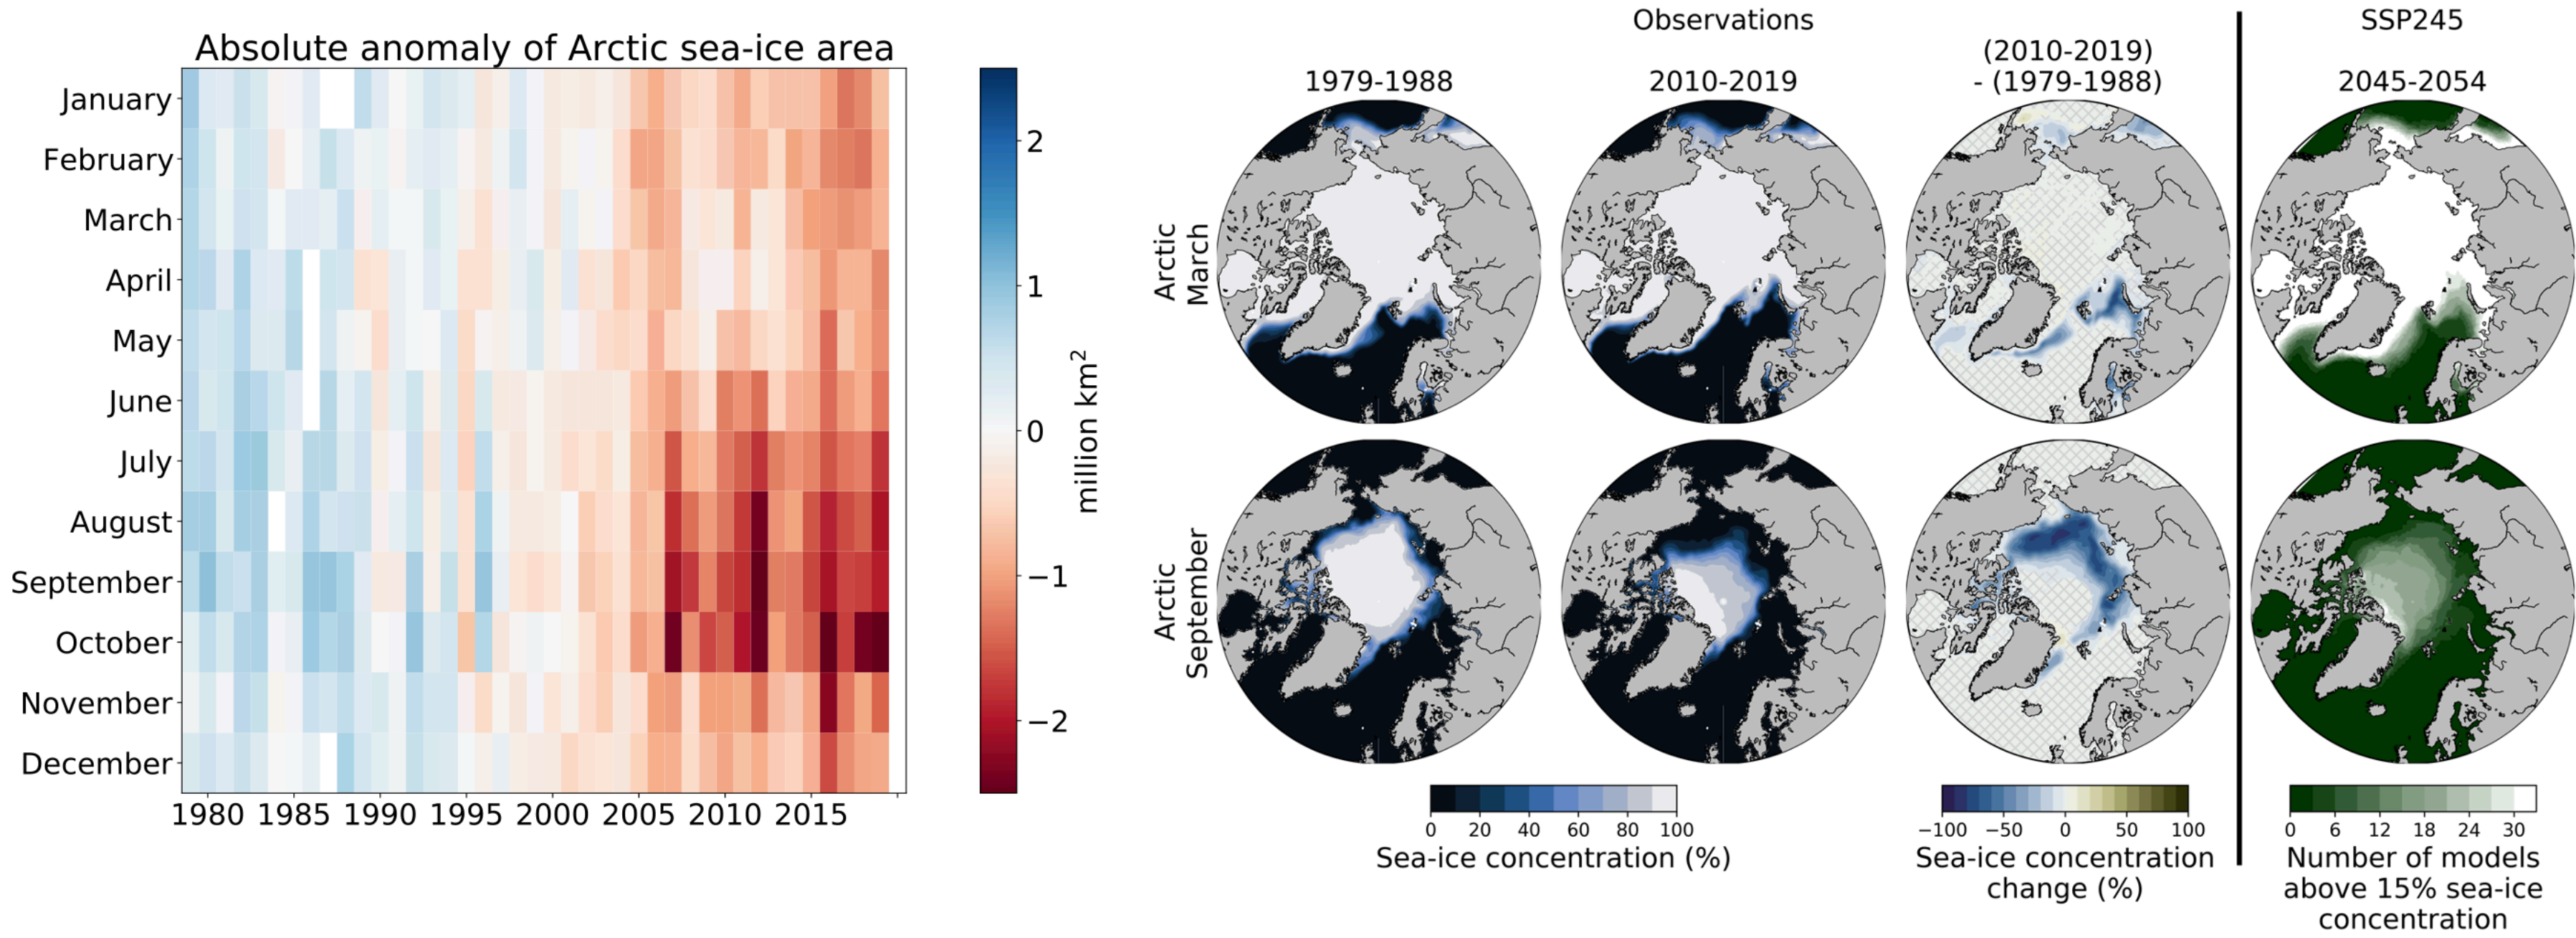 Absolute anomaly of Arctic sea-ice area
January
February
March
April
May
June
July
August
September
October
November
December
1980 1985 1990 1995 2000 2005 2010 2015
2
1
0
−1
−2
million km²
Observations
SSP245
1979-1988
2010-2019
(2010-2019)
- (1979-1988)
2045-2054
Arctic
March
Arctic
September
0 20 40 60 80 100
Sea-ice concentration (%)
−100 −50 0 50 100
Sea-ice concentration
change (%)
0 6 12 18 24 30
Number of models
above 15% sea-ice
concentration